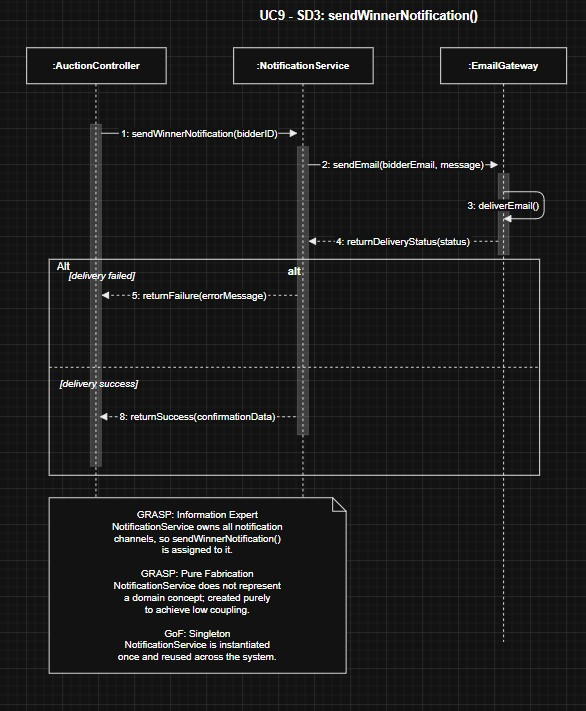 UC9 - SD3: sendWinnerNotification()
:AuctionController
:NotificationService
:EmailGateway
1: sendWinnerNotification(bidderID)
2: sendEmail(bidderEmail, message)
3: deliverEmail()
4: returnDeliveryStatus(status)
Alt
alt
[delivery failed]
5: returnFailure(errorMessage)
[delivery success]
8: returnSuccess(confirmationData)
GRASP: Information Expert
NotificationService owns all notification
channels, so sendWinnerNotification()
is assigned to it.
GRASP: Pure Fabrication
NotificationService does not represent
a domain concept; created purely
to achieve low coupling.
GoF: Singleton
NotificationService is instantiated
once and reused across the system.